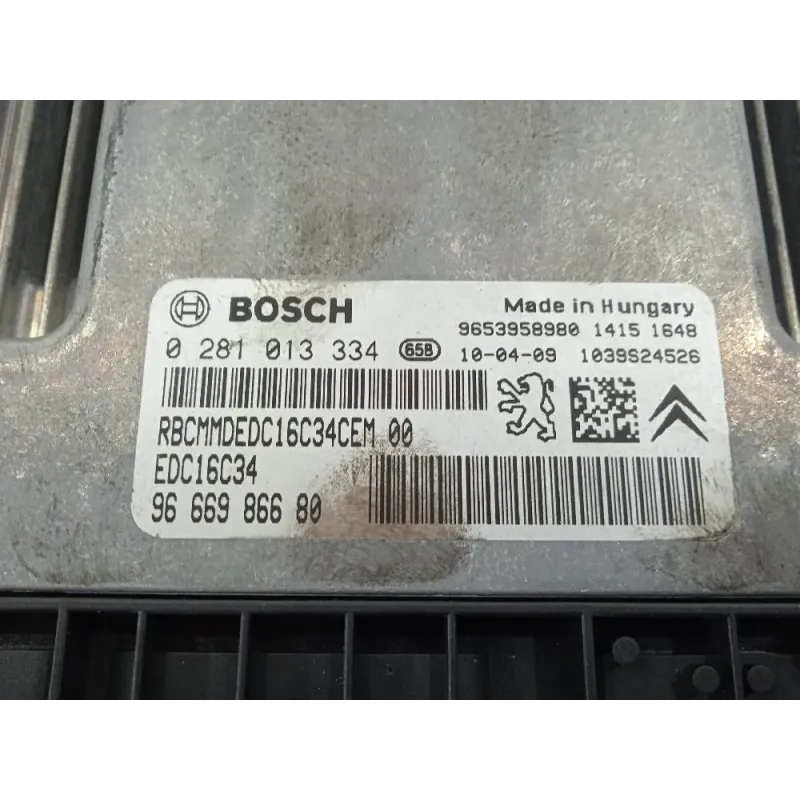 BOSCH
Made in Hungary
9653958980 1415 1648
0 281 013 334 65B 10-04-09 1039S24526
RBCMMDEDC16C34CEM 00
EDC16C34
96 669 866 80